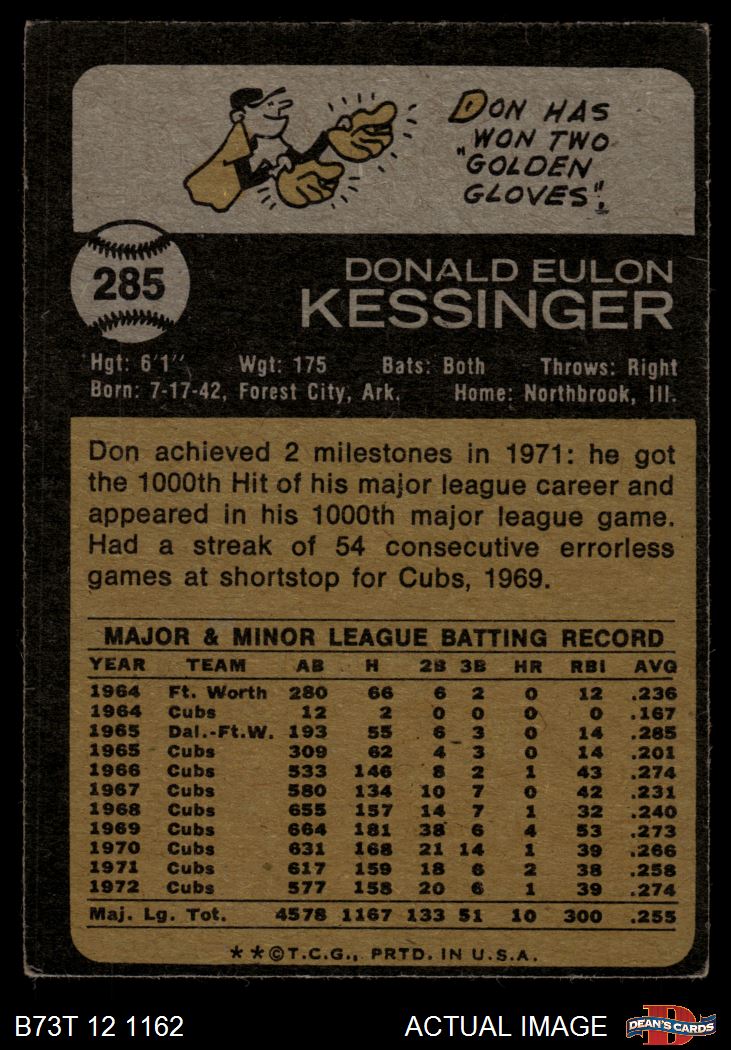 DON HAS
WON TWO
"GOLDEN
GLOVES".
285
DONALD EULON
KESSINGER
Hgt: 6'1" Wgt: 175 Bats: Both Throws: Right
Born: 7-17-42, Forest City, Ark. Home: Northbrook, Ill.
Don achieved 2 milestones in 1971: he got
the 1000th Hit of his major league career and
appeared in his 1000th major league game.
Had a streak of 54 consecutive errorless
games at shortstop for Cubs, 1969.
MAJOR & MINOR LEAGUE BATTING RECORD
YEAR TEAM AB H 2B 3B HR RBI AVG
1964 Ft. Worth 280 66 6 2 0 12 .236
1964 Cubs 12 2 0 0 0 0 .167
1965 Dal.-Ft.W. 193 55 6 3 0 14 .285
1965 Cubs 309 62 4 3 0 14 .201
1966 Cubs 533 146 8 2 1 43 .274
1967 Cubs 580 134 10 7 0 42 .231
1968 Cubs 655 157 14 7 1 32 .240
1969 Cubs 664 181 38 6 4 53 .273
1970 Cubs 631 168 21 14 1 39 .266
1971 Cubs 617 159 18 6 2 38 .258
1972 Cubs 577 158 20 6 1 39 .274
Maj. Lg. Tot. 4578 1167 133 51 10 300 .255
**©T.C.G., PRTD. IN U.S.A.
B73T 12 1162 ACTUAL IMAGE DEAN'S CARDS